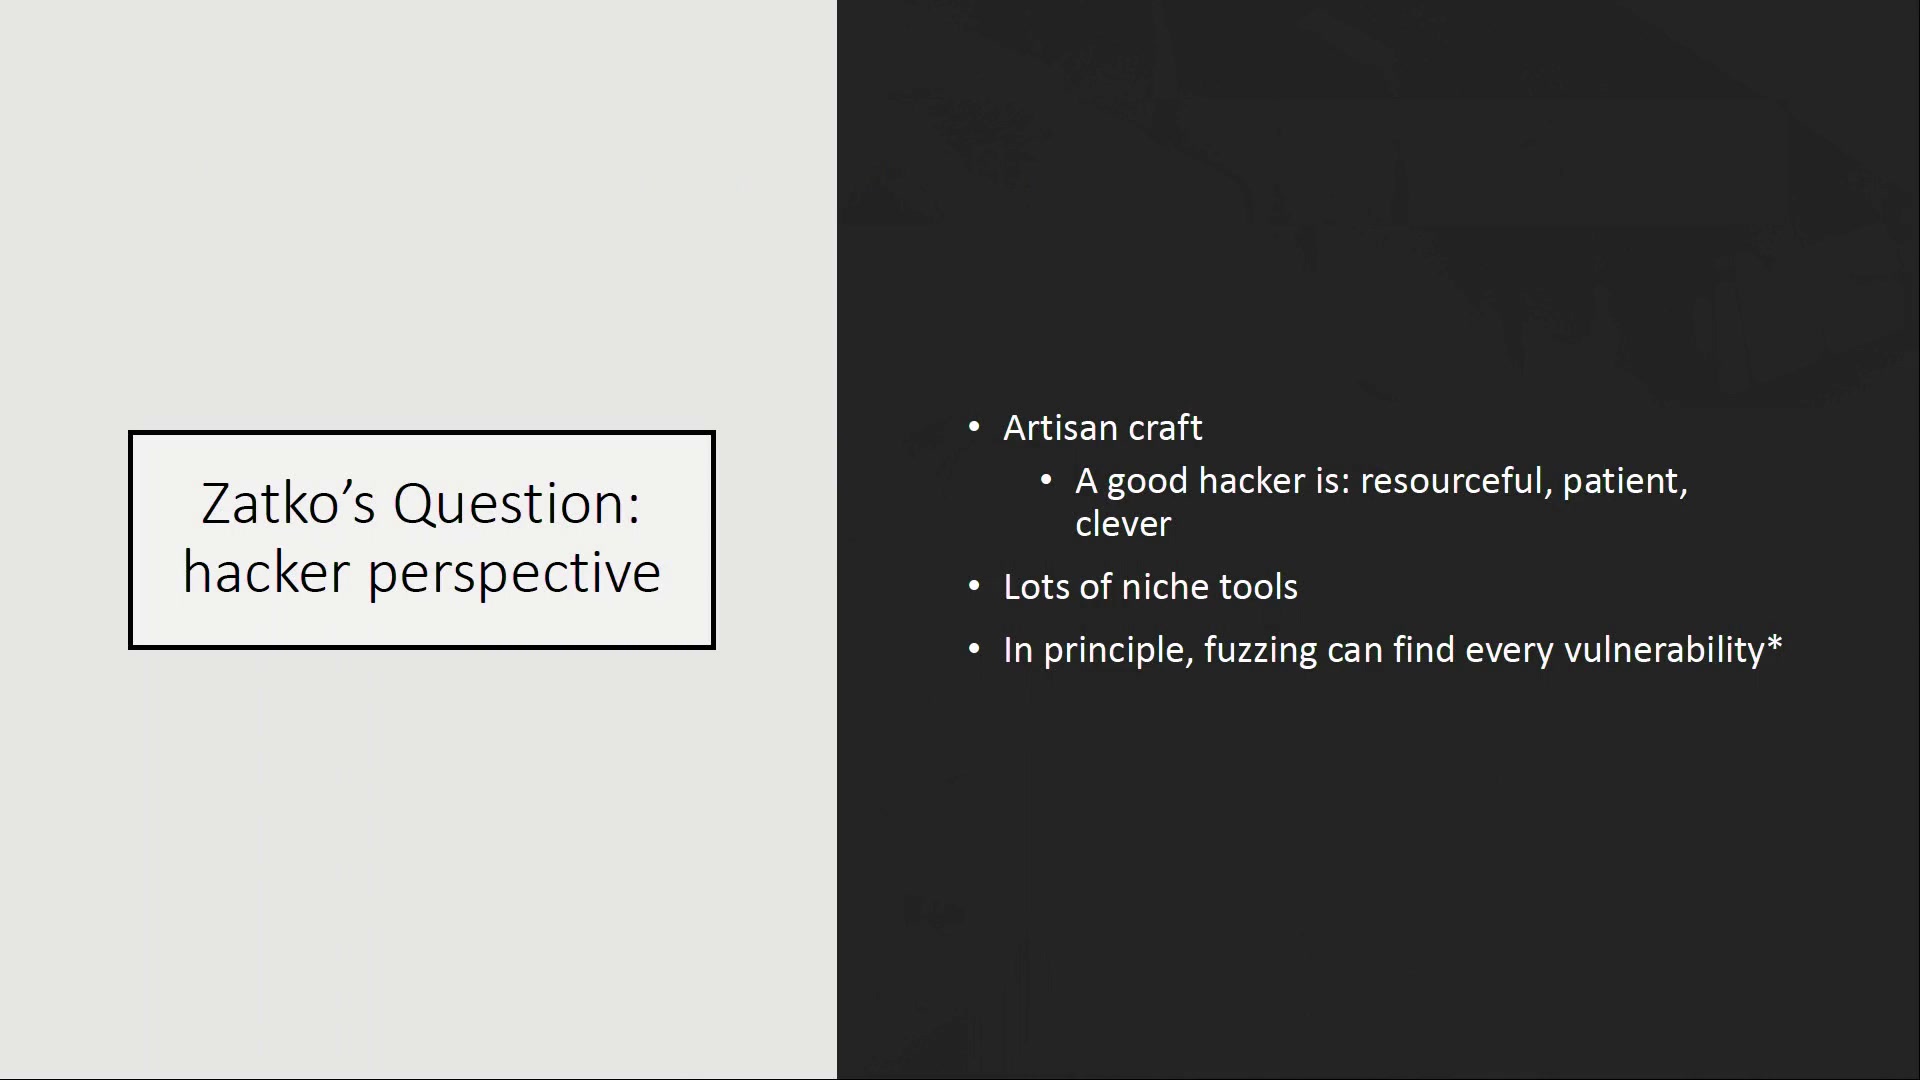 Zatko’s Question:
hacker perspective
• Artisan craft
• A good hacker is: resourceful, patient,
clever
• Lots of niche tools
• In principle, fuzzing can find every vulnerability*